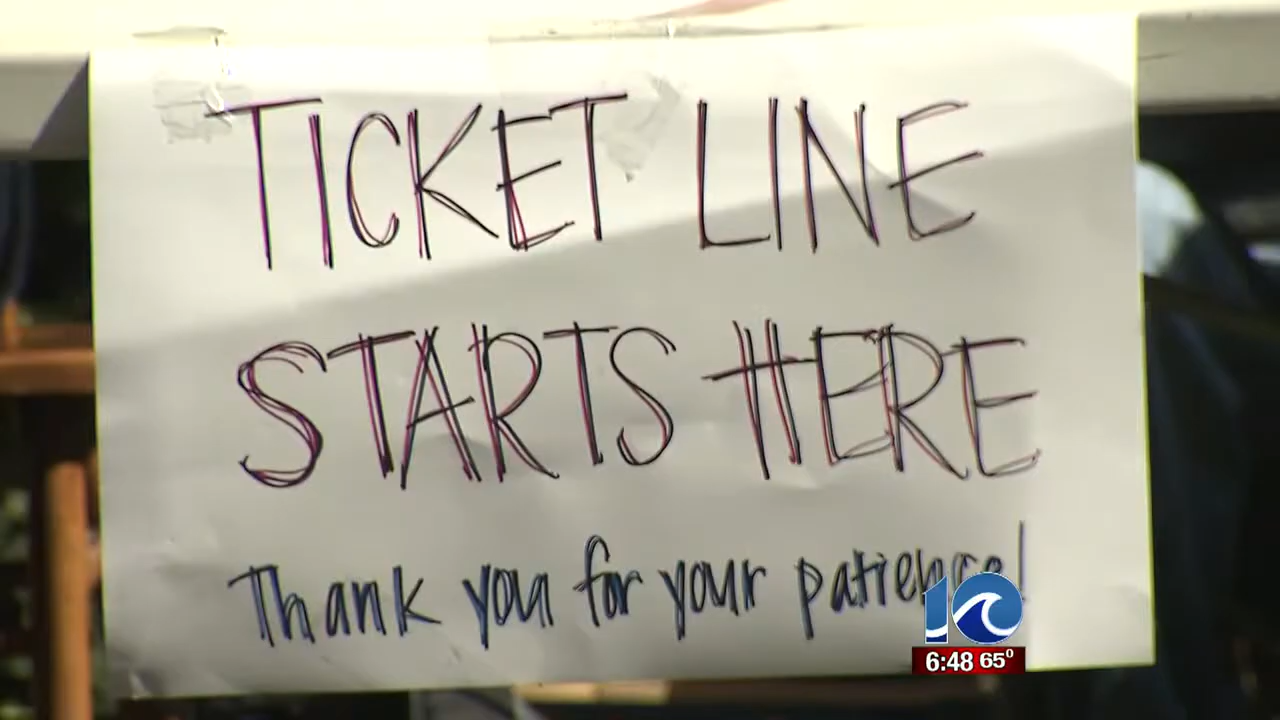 TICKET LINE
STARTS HERE
Thank you for your patience!
10
6:48 65°